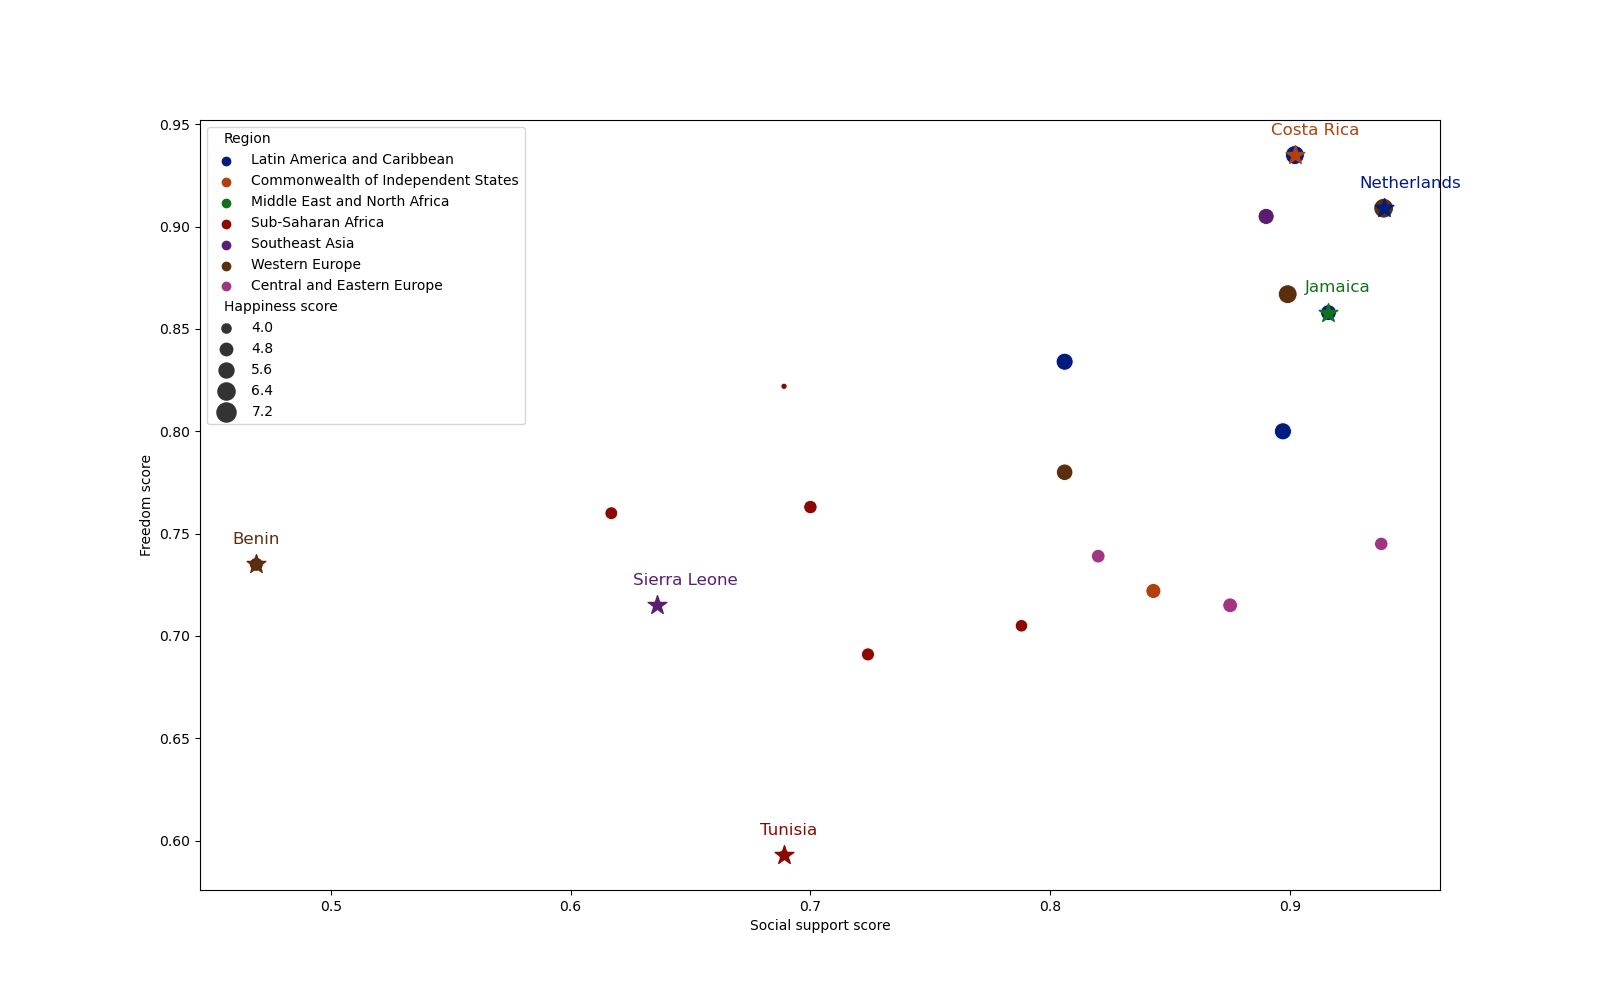 0.95
0.90
0.85
0.80
0.75
0.70
0.65
0.60
Freedom score
Region
Latin America and Caribbean
Commonwealth of Independent States
Middle East and North Africa
Sub-Saharan Africa
Southeast Asia
Western Europe
Central and Eastern Europe
Happiness score
4.0
4.8
5.6
6.4
7.2
Costa Rica
Netherlands
Jamaica
Benin
Sierra Leone
Tunisia
0.5
0.6
0.7
0.8
0.9
Social support score